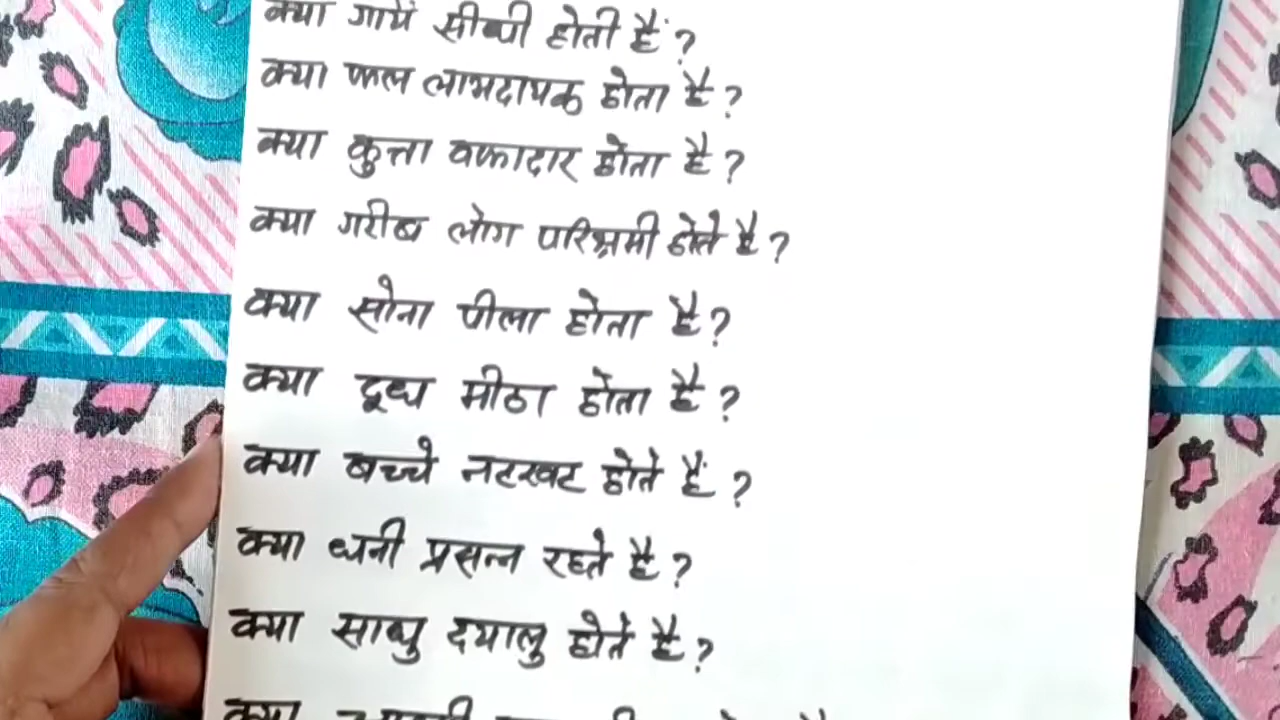 क्या गायें सीधी होती हैं?
क्या फल लाभदायक होता है?
क्या कुत्ता वफादार होता है?
क्या गरीब लोग परिश्रमी होते है?
क्या सोना पीला होता है?
क्या दूध मीठा होता है?
क्या बच्चे नटखट होते हैं?
क्या धनी प्रसन्न रहते है?
क्या साधु दयालु होते है?
क्या